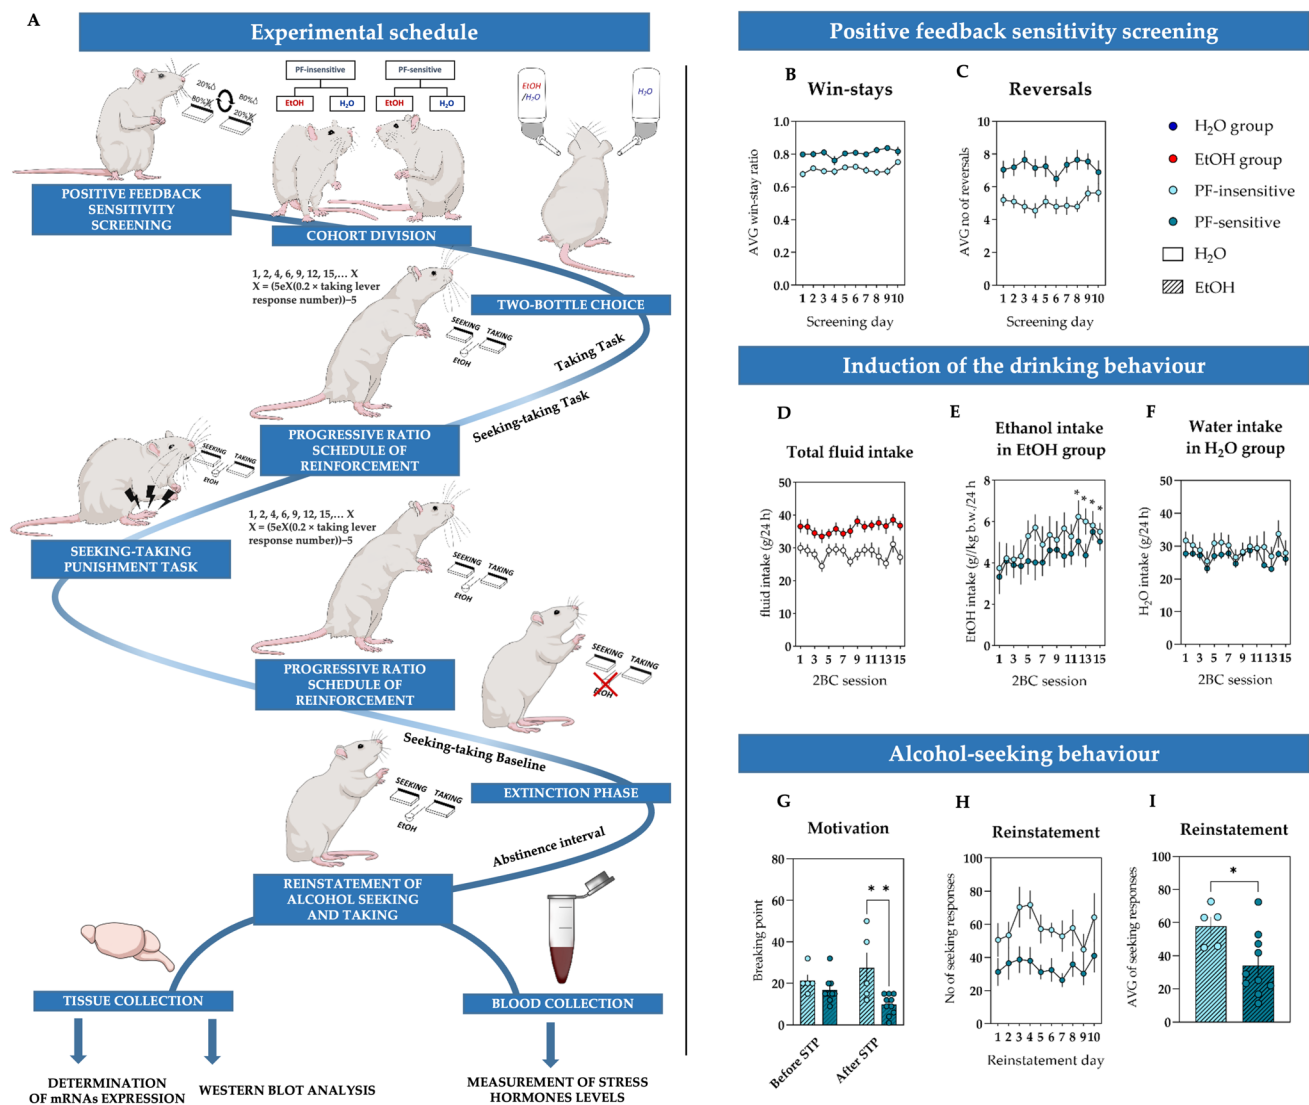 A
Experimental schedule
20%
80%
80%
20%
PF-insensitive
EtOH
H₂O
PF-sensitive
EtOH
H₂O
EtOH
/H₂O
H₂O
POSITIVE FEEDBACK
SENSITIVITY
SCREENING
COHORT DIVISION
TWO-BOTTLE CHOICE
1, 2, 4, 6, 9, 12, 15,… X
X = (5eX(0.2 × taking lever
response number))−5
SEEKING
TAKING
EtOH
Taking Task
Seeking-taking Task
PROGRESSIVE RATIO
SCHEDULE OF
REINFORCEMENT
SEEKING
TAKING
EtOH
SEEKING-TAKING
PUNISHMENT TASK
1, 2, 4, 6, 9, 12, 15,… X
X = (5eX(0.2 × taking lever
response number))−5
SEEKING
TAKING
EtOH
PROGRESSIVE RATIO
SCHEDULE OF
REINFORCEMENT
SEEKING
TAKING
EtOH
Seeking-taking Baseline
EXTINCTION PHASE
SEEKING
TAKING
EtOH
Abstinence interval
REINSTATEMENT OF
ALCOHOL SEEKING
AND TAKING
TISSUE COLLECTION
BLOOD COLLECTION
DETERMINATION
OF mRNAs EXPRESSION
WESTERN BLOT ANALYSIS
MEASUREMENT OF STRESS
HORMONES LEVELS
Positive feedback sensitivity screening
B
Win-stays
AVG win-stay ratio
1.0
0.8
0.6
0.4
0.2
0.0
1 2 3 4 5 6 7 8 9 10
Screening day
C
Reversals
AVG no of reversals
10
8
6
4
2
0
1 2 3 4 5 6 7 8 9 10
Screening day
H₂O group
EtOH group
PF-insensitive
PF-sensitive
H₂O
EtOH
Induction of the drinking behaviour
D
Total fluid intake
fluid intake (g/24 h)
50
40
30
20
10
0
1 3 5 7 9 11 13 15
2BC session
E
Ethanol intake
in EtOH group
EtOH intake (g//kg b.w./24 h)
8
6
4
2
0
* * * *
1 3 5 7 9 11 13 15
2BC session
F
Water intake
in H₂O group
H₂O intake (g/24 h)
50
40
30
20
10
0
1 3 5 7 9 11 13 15
2BC session
Alcohol-seeking behaviour
G
Motivation
Breaking point
80
60
40
20
0
* *
Before STP
After STP
H
Reinstatement
No of seeking responses
100
80
60
40
20
0
1 2 3 4 5 6 7 8 9 10
Reinstatement day
I
Reinstatement
AVG of seeking responses
100
80
60
40
20
0
*